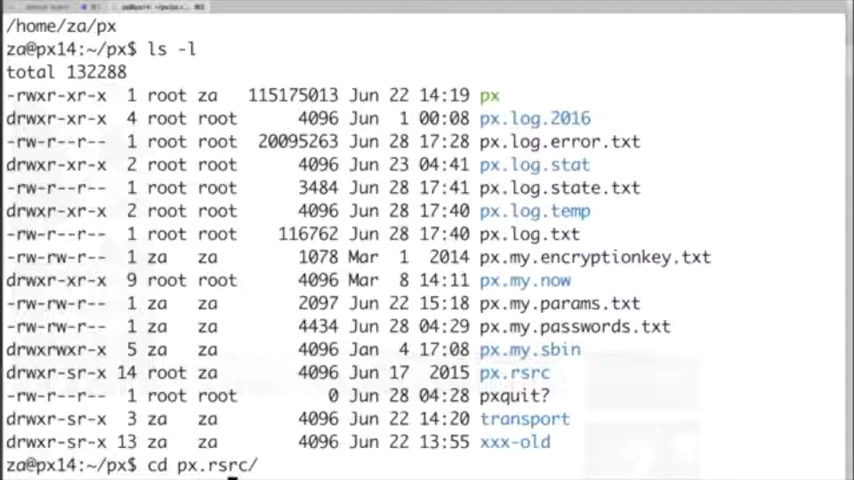 /home/za/px
za@px14:~/px$ ls -l
total 132288
-rwxr-xr-x 1 root za 115175013 Jun 22 14:19 px
drwxr-xr-x 4 root root 4096 Jun 1 00:08 px.log.2016
-rw-r--r-- 1 root root 20095263 Jun 28 17:28 px.log.error.txt
drwxr-xr-x 2 root root 4096 Jun 23 04:41 px.log.stat
-rw-r--r-- 1 root root 3484 Jun 28 17:41 px.log.state.txt
drwxr-xr-x 2 root root 4096 Jun 28 17:40 px.log.temp
-rw-r--r-- 1 root root 116762 Jun 28 17:40 px.log.txt
-rw-rw-r-- 1 za za 1078 Mar 1 2014 px.my.encryptionkey.txt
drwxr-xr-x 9 root root 4096 Mar 8 14:11 px.my.now
-rw-rw-r-- 1 za za 2097 Jun 22 15:18 px.my.params.txt
-rw-rw-r-- 1 za za 4434 Jun 28 04:29 px.my.passwords.txt
drwxrwxr-x 5 za za 4096 Jan 4 17:08 px.my.sbin
drwxr-sr-x 14 root za 4096 Jun 17 2015 px.rsrc
-rw-r--r-- 1 root root 0 Jun 28 04:28 pxquit?
drwxr-sr-x 3 za za 4096 Jun 22 14:20 transport
drwxr-sr-x 13 za za 4096 Jun 22 13:55 xxx-old
za@px14:~/px$ cd px.rsrc/